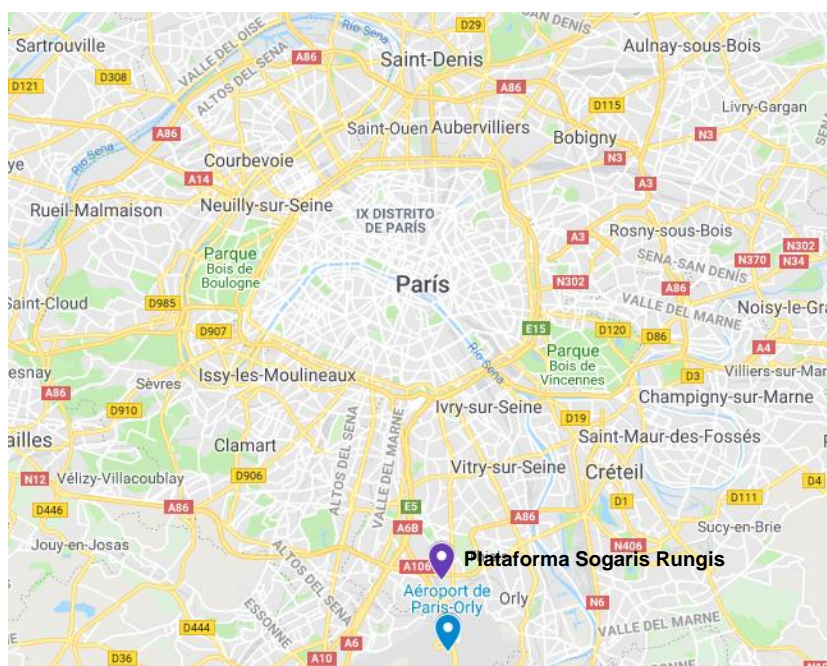 D29
SAN DENÍS
Sartrouville
VALLE DEL OISE
Río Sena
A86
Aulnay-sous-Bois
Saint-Denis
D308
D121
ALTOS DEL SENA
A86
D115
Livry-Gargan
A86
Saint-Ouen
Aubervilliers
Bobigny
N3
Río Sena
Courbevoie
N3
A14
A3
Rueil-Malmaison
Neuilly-sur-Seine
IX DISTRITO
DE PARÍS
A3
Rosny-sous-Bois
N302
Parque
Bois de
Boulogne
SENA-SAN DENÍS
N370
N34
París
N302
A86
Saint-Cloud
D985
VALLE DEL MARNE
Noisy-le-Gra
D907
E15
D120
D86
Río Sena
Parque
Bois de
Vincennes
A4
esnay
Sèvres
Issy-les-Moulineaux
D3
Villiers-sur-Mar
A86
Champigny-sur-Marne
D910
Ivry-sur-Seine
D19
ailles
Clamart
ALTOS DEL SENA
VALLE DEL MARNE
Saint-Maur-des-Fossés
N12
Vélizy-Villacoublay
D906
Vitry-sur-Seine
Créteil
D4
D446
A86
E5
D1
D111
A6B
A86
Sucy-en-Brie
Jouy-en-Josas
N406
ALTOS DEL SENA
A106
Plataforma Sogaris Rungis
Aéroport de
Paris-Orly
Orly
ESSONNE
N6
D444
A6
VALLE DEL MARNE
D36
A10